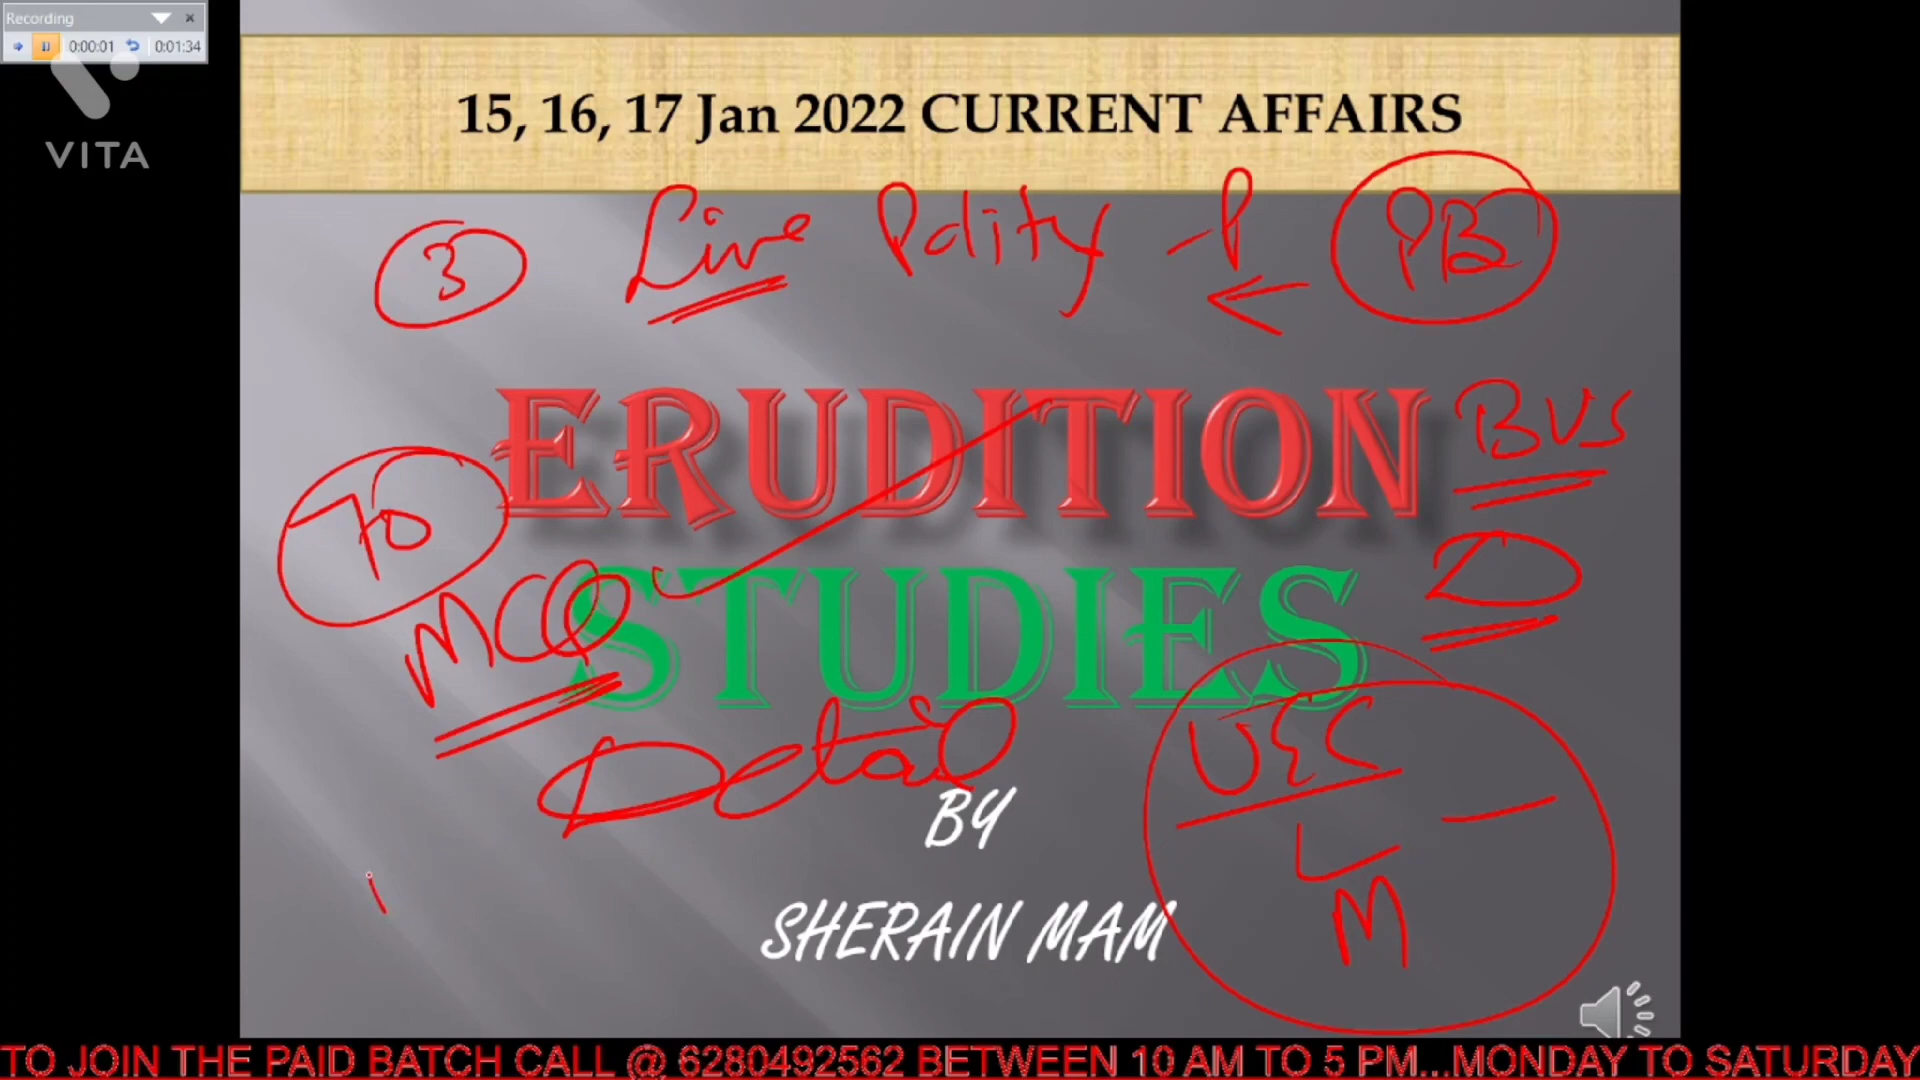 Recording
0:00:01 0:01:34
VITA
15, 16, 17 Jan 2022 CURRENT AFFAIRS
3 Live Polity - P PB
ERUDITION
BVS
70
MCQ
STUDIES
Detail
BY
L
M
SHERAIN MAM
TO JOIN THE PAID BATCH CALL @ 6280492562 BETWEEN 10 AM TO 5 PM...MONDAY TO SATURDAY